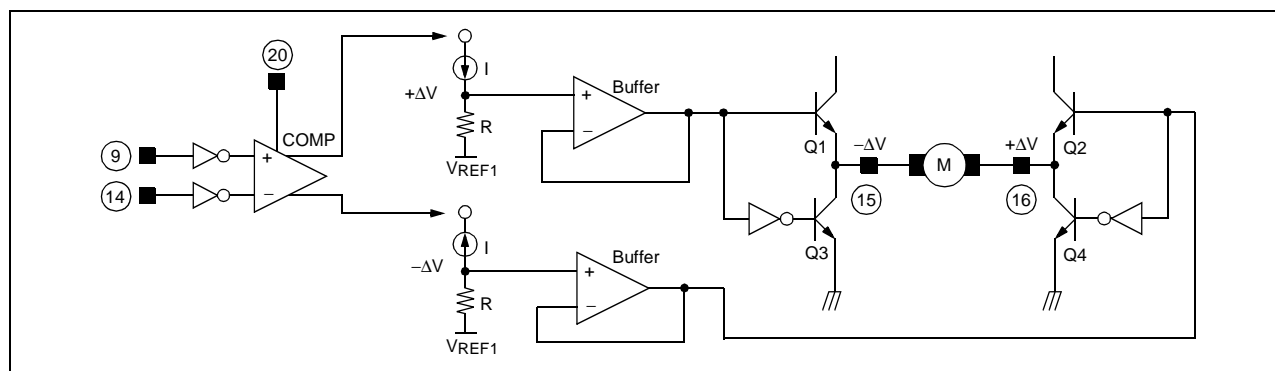 20
I
+ΔV
+
Buffer
−
R
VREF1
COMP
9
+
14
−
Q1
Q2
−ΔV
+ΔV
M
15
16
Q3
Q4
I
−ΔV
+
Buffer
−
R
VREF1